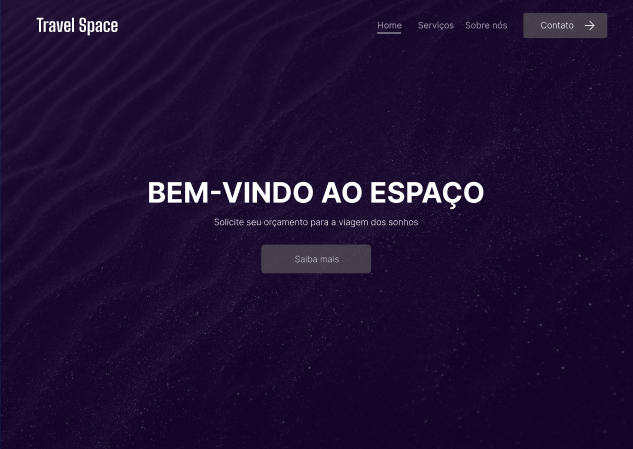 Travel Space
Home Serviços Sobre nós Contato
BEM-VINDO AO ESPAÇO
Solicite seu orçamento para a viagem dos sonhos
Saiba mais